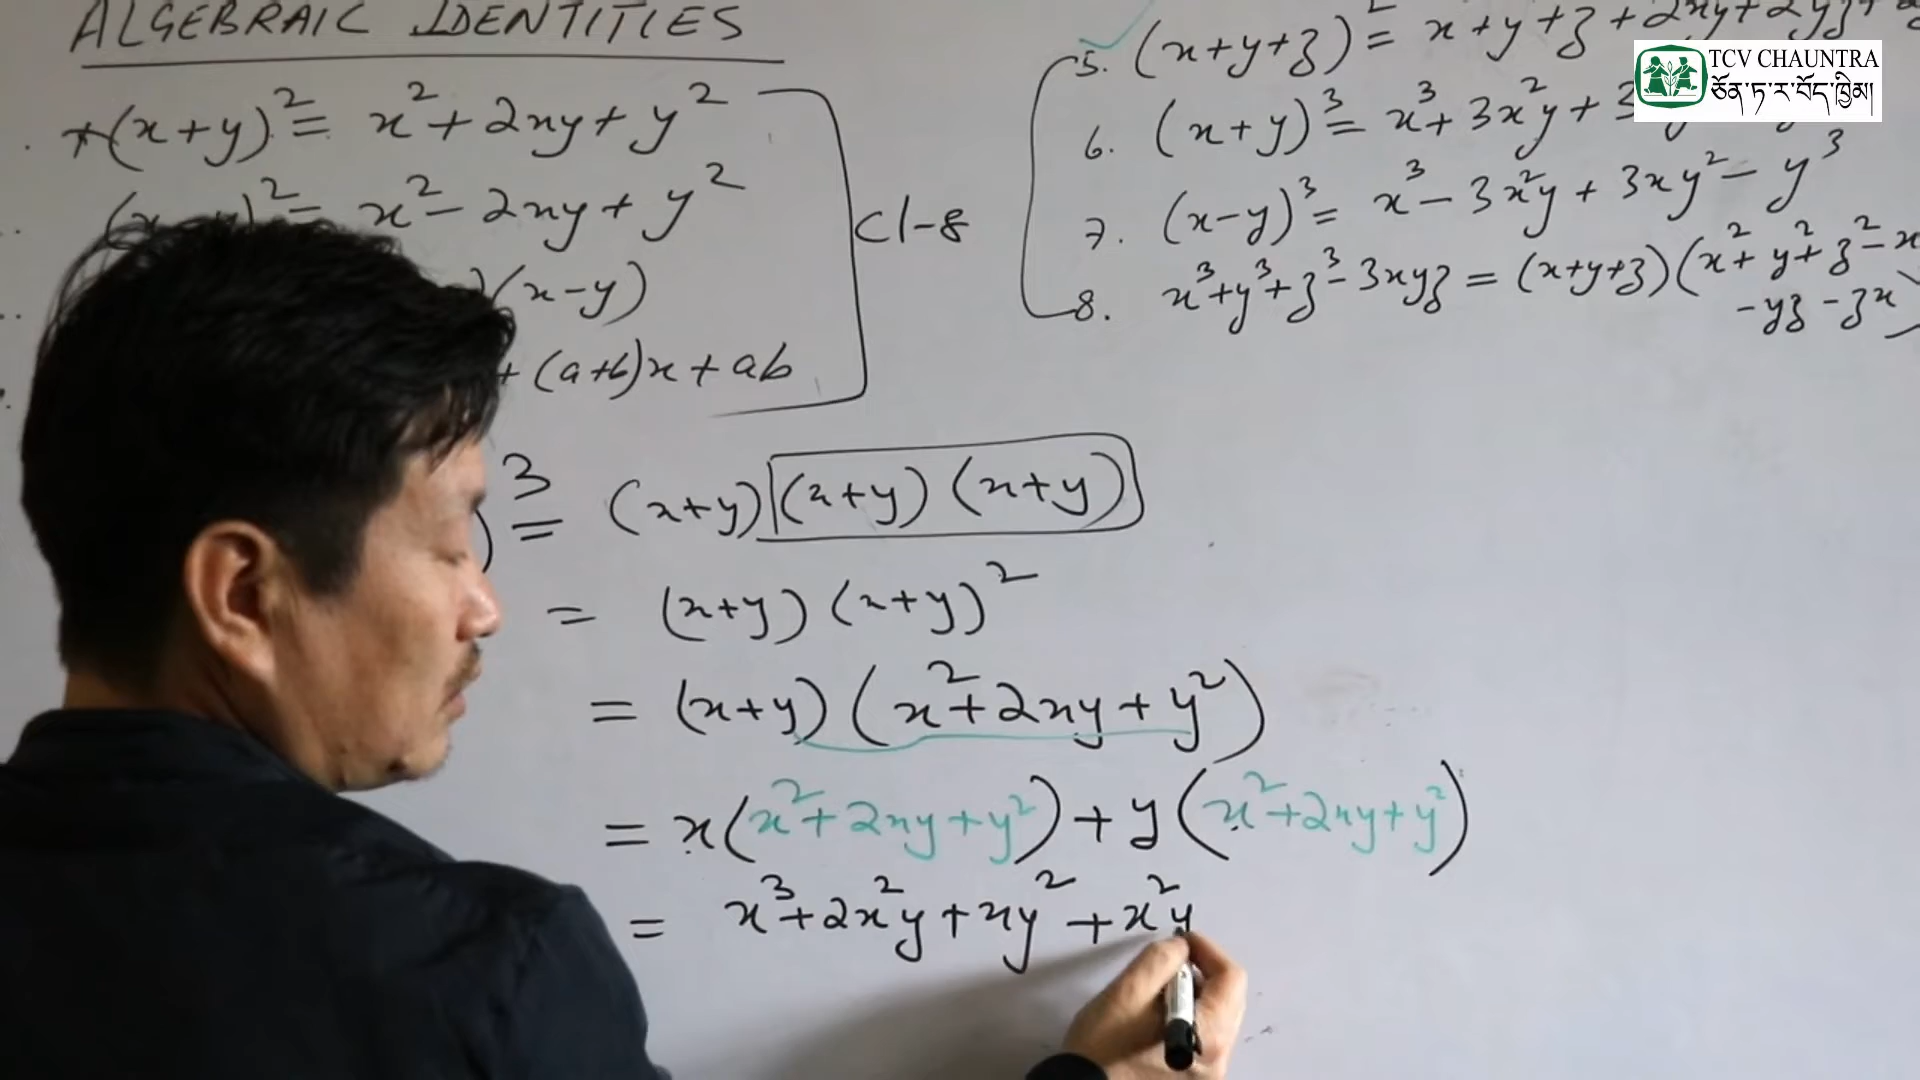 ALGEBRAIC IDENTITIES
*(x+y)² = x² + 2xy + y²
)² = x² - 2xy + y²
(x-y)
+ (a+b)x + ab
cl-8
5. (x+y+z)² = x + y + z + 2xy + 2yz +
6. (x+y)³ = x³ + 3x²y + 3
7. (x-y)³ = x³ - 3x²y + 3xy² - y³
8. x³ + y³ + z³ - 3xyz = (x+y+z)(x² + y² + z² - x
- yz - zx)
TCV CHAUNTRA
ཆོན་ཏ་ར་བོད་ཁྱིམ།
)³ = (x+y) (x+y) (x+y)
= (x+y) (x+y)²
= (x+y) (x² + 2xy + y²)
= x(x² + 2xy + y²) + y(x² + 2xy + y²)
= x³ + 2x²y + xy² + x²y